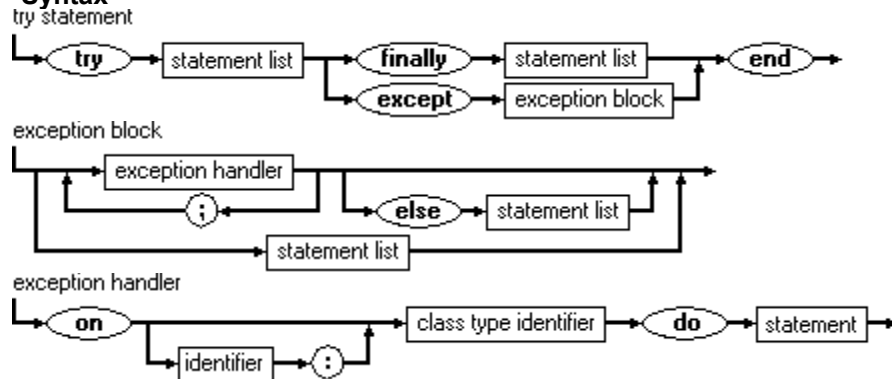 Syntax
try statement
try statement list finally statement list end
except exception block
exception block
exception handler
; else statement list
statement list
exception handler
on class type identifier do statement
identifier :